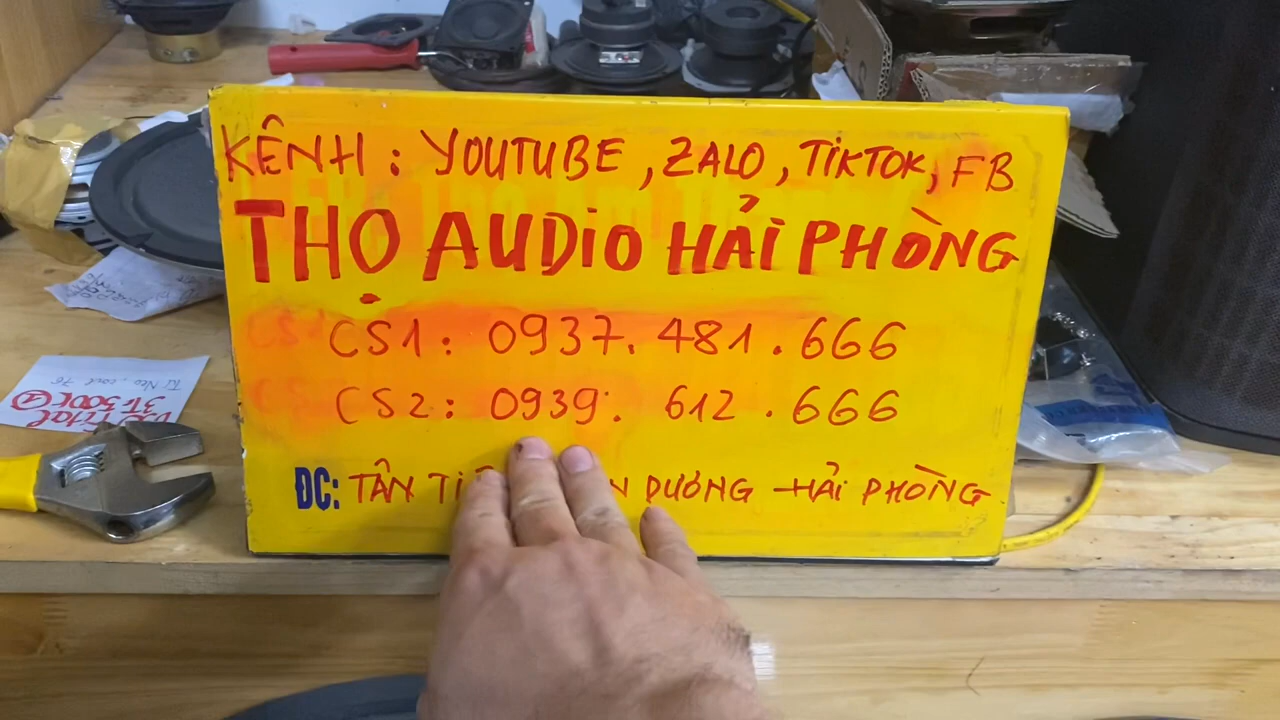 KÊNH: YOUTUBE, ZALO, TiKTOK, FB
THỌ AUDiO HẢi PHÒNG
CS1: 0937.481.666
CS2: 0939.612.666
ĐC: TÂN DƯƠNG HẢi PHÒNG